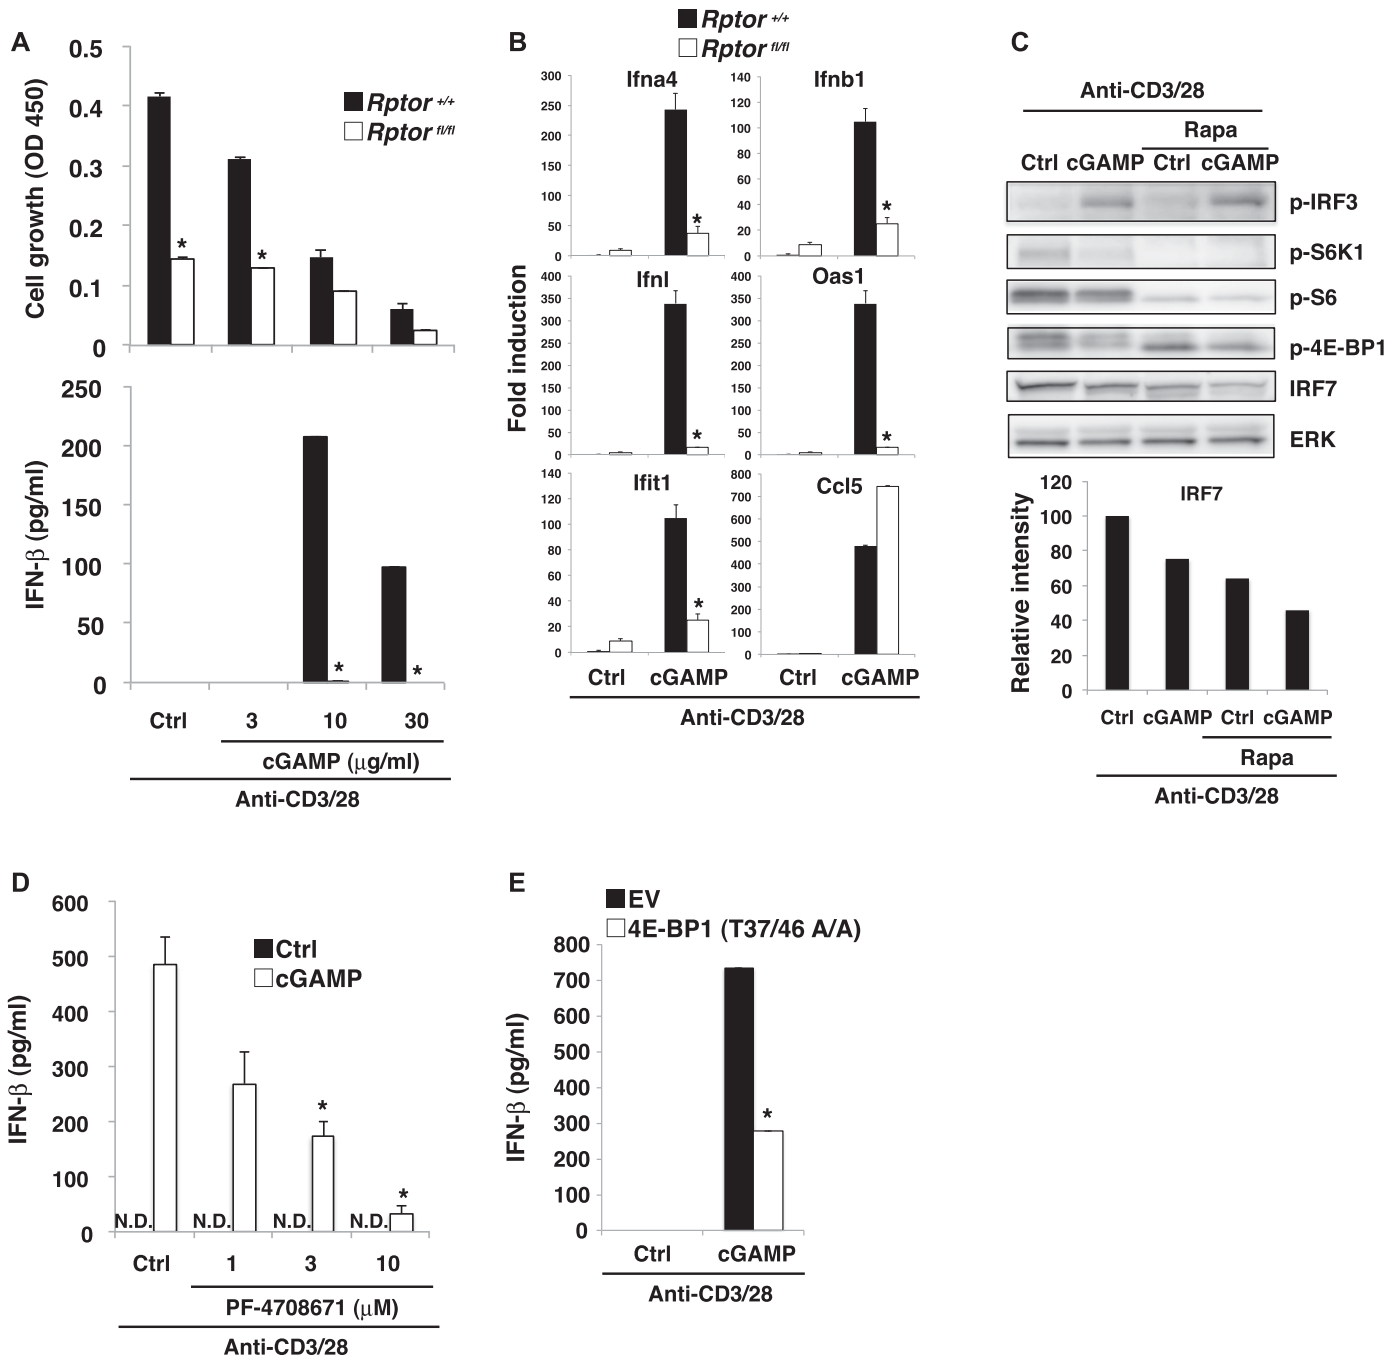 A
0.5
0.4
0.3
0.2
0.1
0
Cell growth (OD 450)
Rptor +/+
Rptor fl/fl
*
*
250
200
150
100
50
0
IFN-β (pg/ml)
*
*
Ctrl
3
10
30
cGAMP (μg/ml)
Anti-CD3/28
B
Rptor +/+
Rptor fl/fl
Fold induction
Ifna4
300
250
200
150
100
50
0
*
Ifnb1
140
120
100
80
60
40
20
0
*
Ifnl
400
350
300
250
200
150
100
50
0
*
Oas1
400
350
300
250
200
150
100
50
0
*
Ifit1
140
120
100
80
60
40
20
0
*
Ccl5
800
700
600
500
400
300
200
100
0
Ctrl cGAMP
Ctrl cGAMP
Anti-CD3/28
C
Anti-CD3/28
Rapa
Ctrl cGAMP Ctrl cGAMP
p-IRF3
p-S6K1
p-S6
p-4E-BP1
IRF7
ERK
IRF7
120
100
80
60
40
20
0
Relative intensity
Ctrl cGAMP Ctrl cGAMP
Rapa
Anti-CD3/28
D
600
500
400
300
200
100
0
IFN-β (pg/ml)
Ctrl
cGAMP
*
*
N.D. N.D. N.D. N.D.
Ctrl
1
3
10
PF-4708671 (μM)
Anti-CD3/28
E
EV
4E-BP1 (T37/46 A/A)
800
700
600
500
400
300
200
100
0
IFN-β (pg/ml)
*
Ctrl cGAMP
Anti-CD3/28